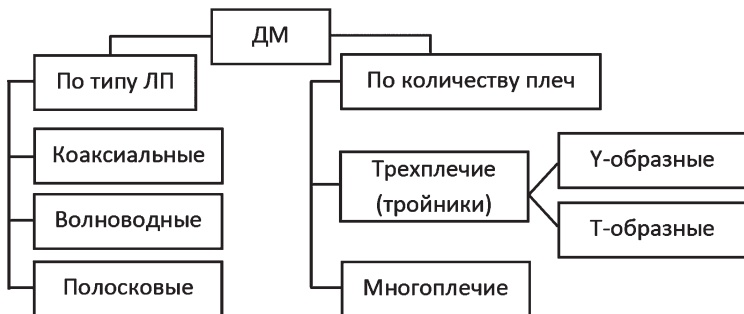 ДМ
По типу ЛП
Коаксиальные
Волноводные
Полосковые
По количеству плеч
Трехплечие
(тройники)
Y-образные
Т-образные
Многоплечие